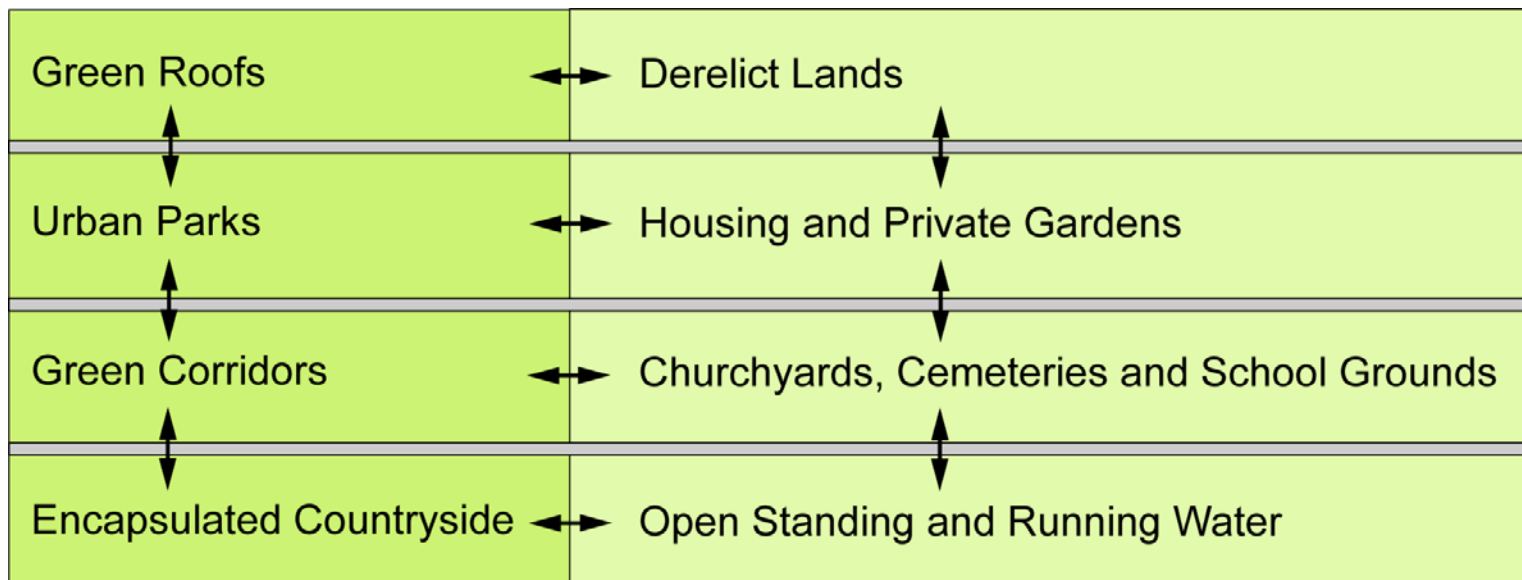 Green Roofs
Derelict Lands
Urban Parks
Housing and Private Gardens
Green Corridors
Churchyards, Cemeteries and School Grounds
Encapsulated Countryside
Open Standing and Running Water